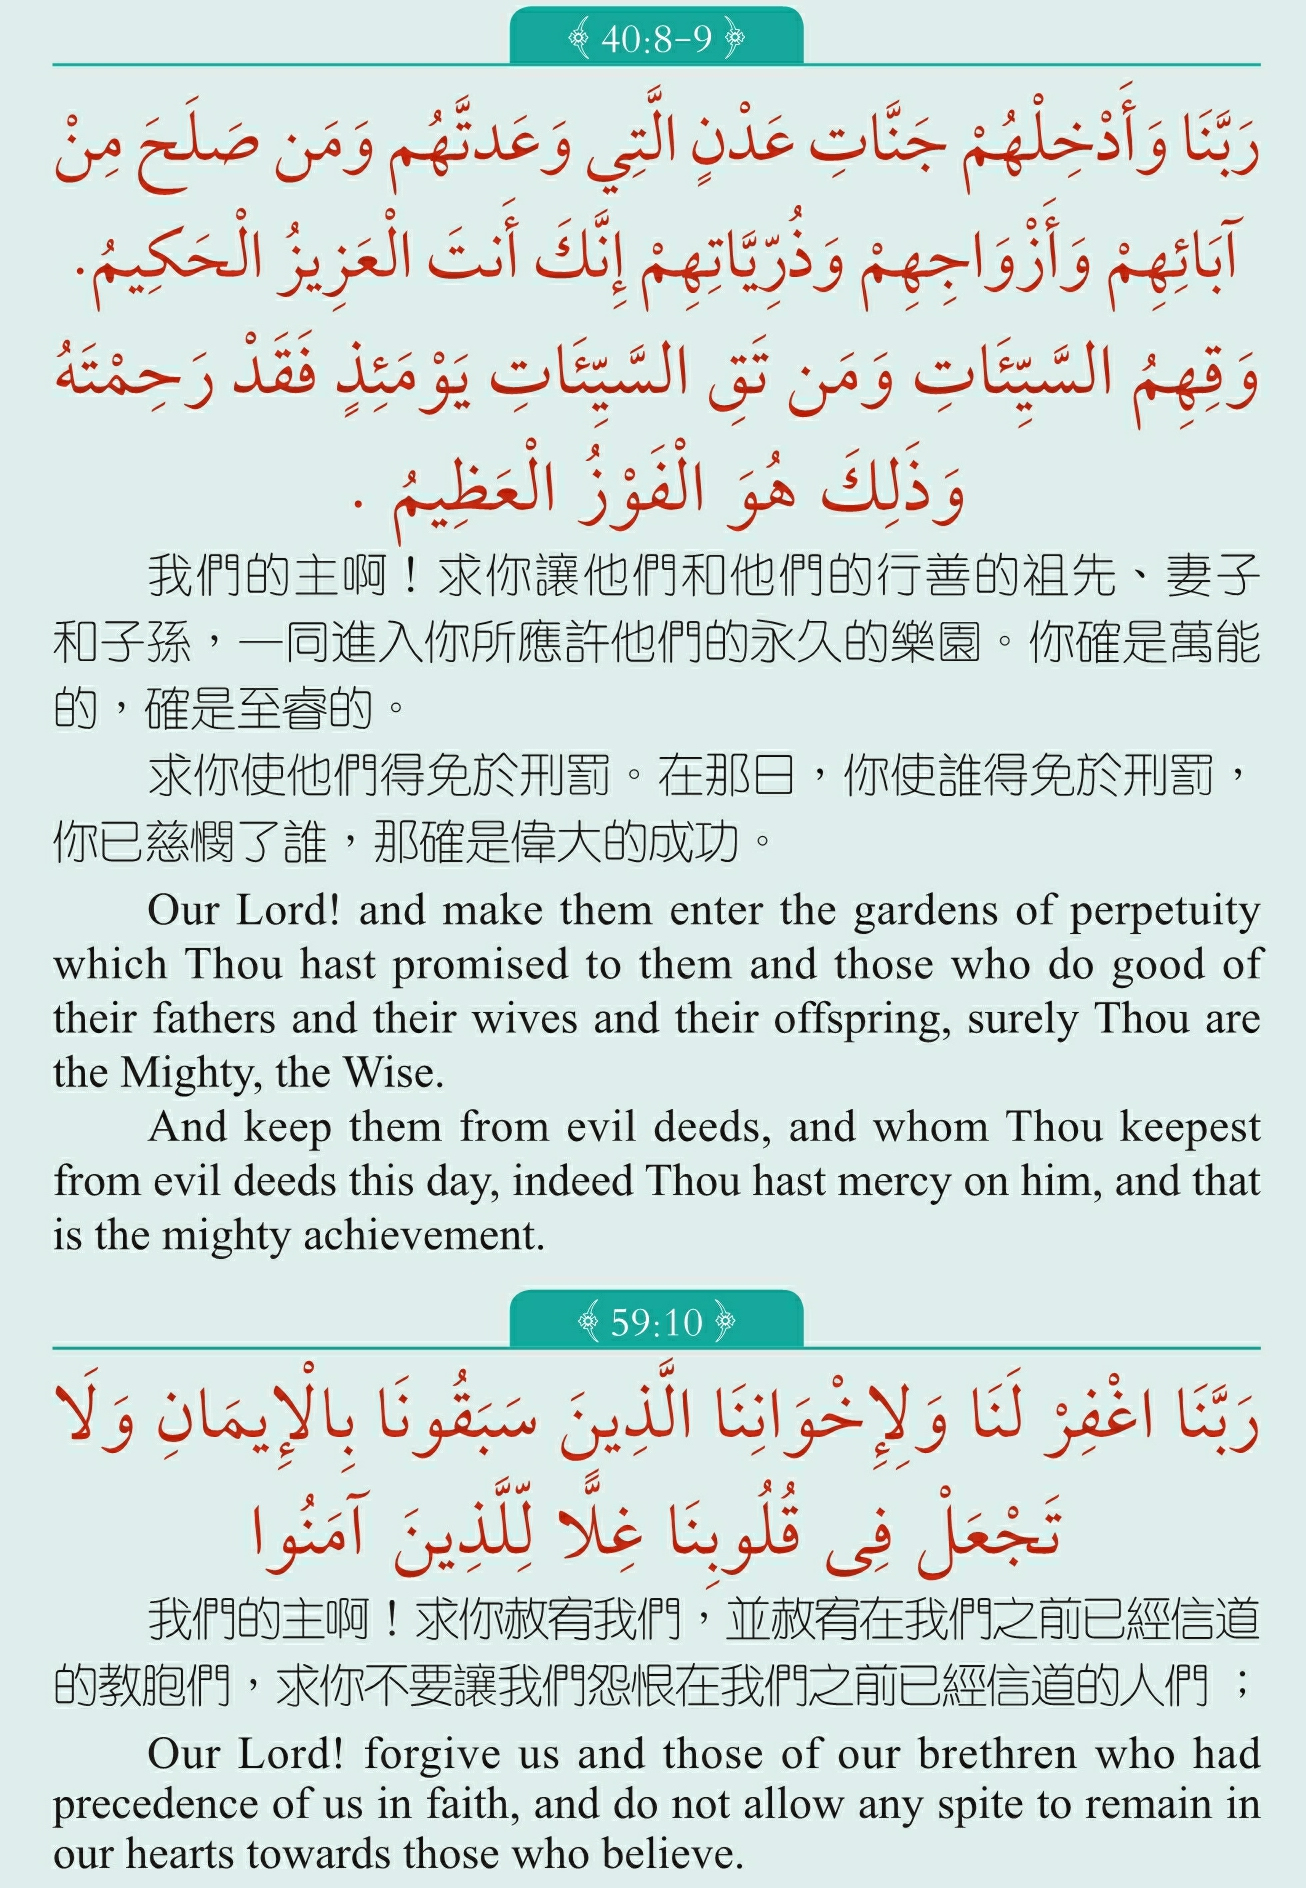 40:8-9
رَبَّنَا وَأَدْخِلْهُمْ جَنَّاتِ عَدْنٍ الَّتِي وَعَدتَّهُم وَمَن صَلَحَ مِنْ
آبَائِهِمْ وَأَزْوَاجِهِمْ وَذُرِّيَّاتِهِمْ إِنَّكَ أَنتَ الْعَزِيزُ الْحَكِيمُ.
وَقِهِمُ السَّيِّئَاتِ وَمَن تَقِ السَّيِّئَاتِ يَوْمَئِذٍ فَقَدْ رَحِمْتَهُ
وَذَلِكَ هُوَ الْفَوْزُ الْعَظِيمُ .
我們的主啊！求你讓他們和他們的行善的祖先、妻子
和子孫，一同進入你所應許他們的永久的樂園。你確是萬能
的，確是至睿的。
求你使他們得免於刑罰。在那日，你使誰得免於刑罰，
你已慈憫了誰，那確是偉大的成功。
Our Lord! and make them enter the gardens of perpetuity
which Thou hast promised to them and those who do good of
their fathers and their wives and their offspring, surely Thou are
the Mighty, the Wise.
And keep them from evil deeds, and whom Thou keepest
from evil deeds this day, indeed Thou hast mercy on him, and that
is the mighty achievement.
59:10
رَبَّنَا اغْفِرْ لَنَا وَلِإِخْوَانِنَا الَّذِينَ سَبَقُونَا بِالْإِيمَانِ وَلَا
تَجْعَلْ فِى قُلُوبِنَا غِلًّا لِّلَّذِينَ آمَنُوا
我們的主啊！求你赦宥我們，並赦宥在我們之前已經信道
的教胞們，求你不要讓我們怨恨在我們之前已經信道的人們；
Our Lord! forgive us and those of our brethren who had
precedence of us in faith, and do not allow any spite to remain in
our hearts towards those who believe.